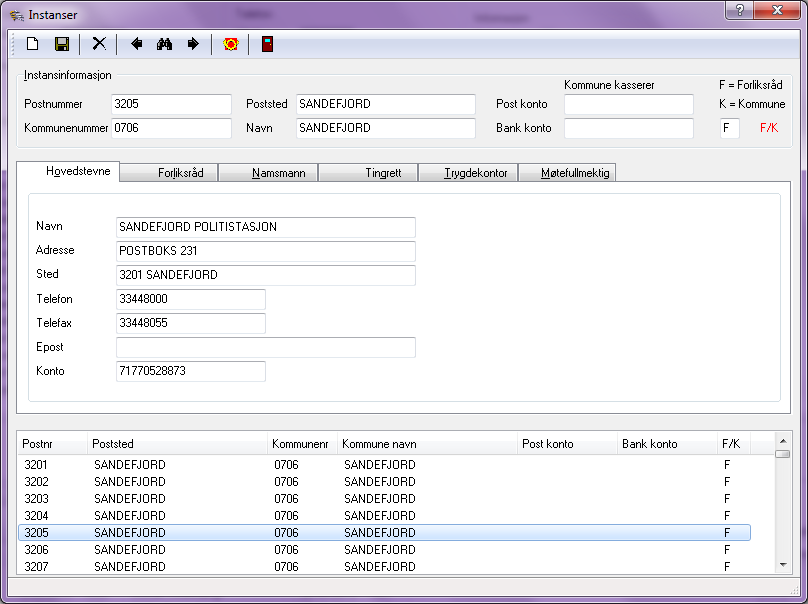 Instanser
Instansinformasjon
Kommune kasserer F = Forliksråd
Postnummer 3205 Poststed SANDEFJORD Post konto K = Kommune
Kommunenummer 0706 Navn SANDEFJORD Bank konto F F/K
Hovedstevne Forliksråd Namsmann Tingrett Trygdekontor Møtefullmektig
Navn SANDEFJORD POLITISTASJON
Adresse POSTBOKS 231
Sted 3201 SANDEFJORD
Telefon 33448000
Telefax 33448055
Epost
Konto 71770528873
Postnr Poststed Kommunenr Kommune navn Post konto Bank konto F/K
3201 SANDEFJORD 0706 SANDEFJORD F
3202 SANDEFJORD 0706 SANDEFJORD F
3203 SANDEFJORD 0706 SANDEFJORD F
3204 SANDEFJORD 0706 SANDEFJORD F
3205 SANDEFJORD 0706 SANDEFJORD F
3206 SANDEFJORD 0706 SANDEFJORD F
3207 SANDEFJORD 0706 SANDEFJORD F